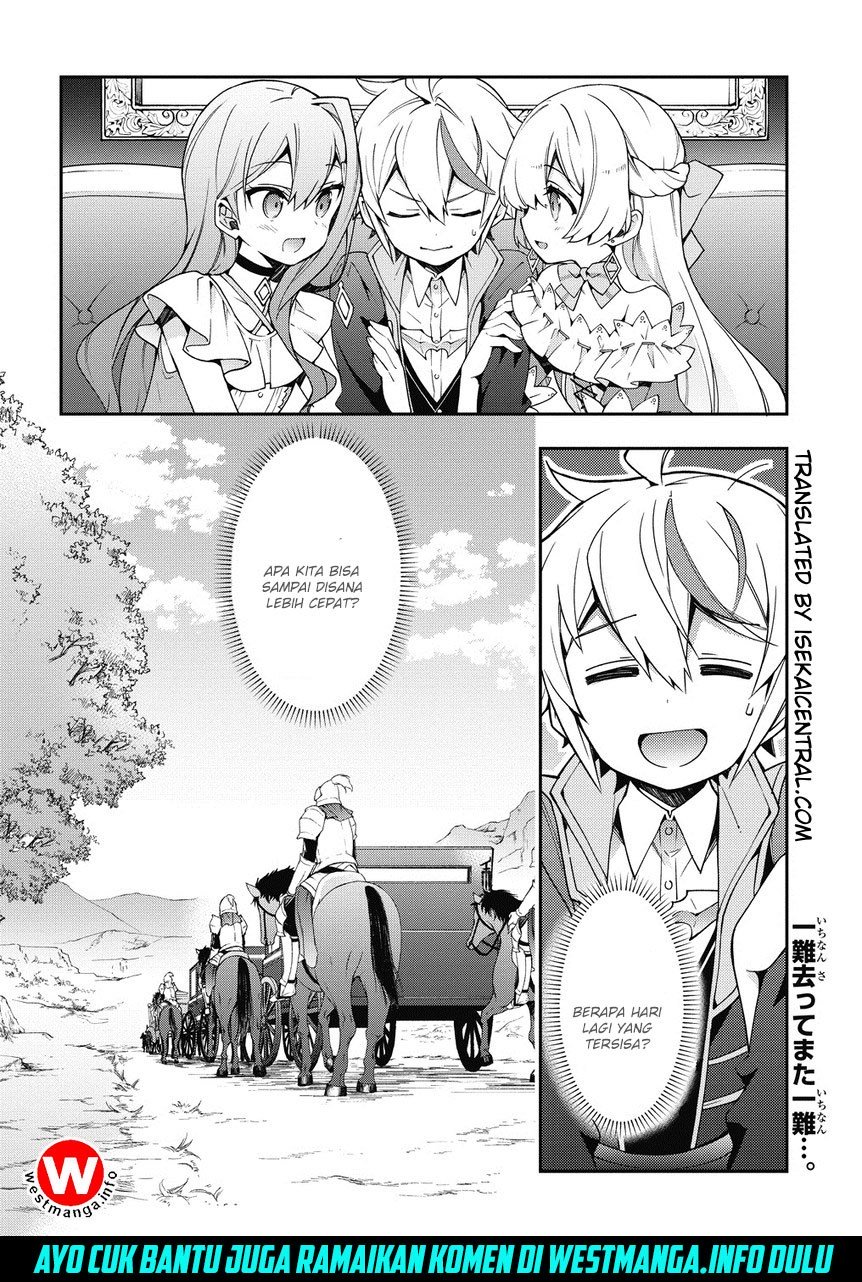 BERAPA HARI
LAGI YANG
TERSISA?
APA KITA BISA
SAMPAI DISANA
LEBIH CEPAT?
TRANSLATED BY ISEKAICENTRAL.COM
いちなん さ いちなん
一難去ってまた一難…。
W
westmanga.info
AYO CUK BANTU JUGA RAMAIKAN KOMEN DI WESTMANGA.INFO DULU